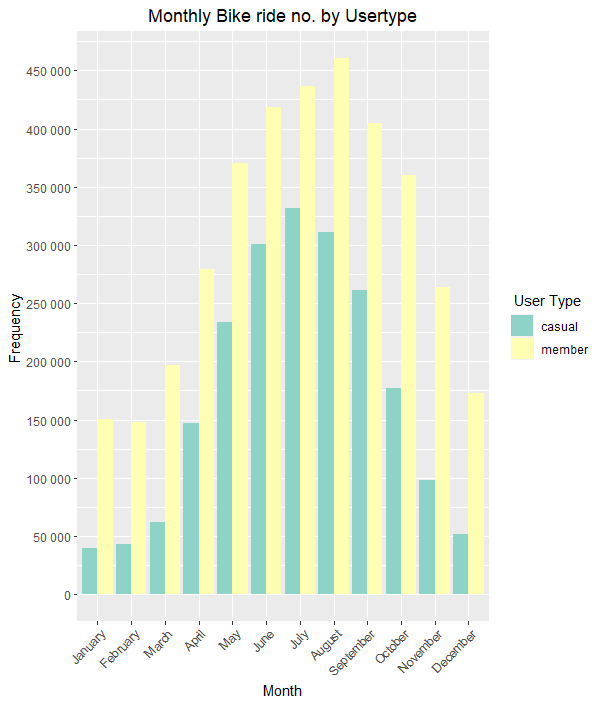 Monthly Bike ride no. by Usertype
Frequency
450 000
400 000
350 000
300 000
250 000
200 000
150 000
100 000
50 000
0
January
February
March
April
May
June
July
August
September
October
November
December
Month
User Type
casual
member